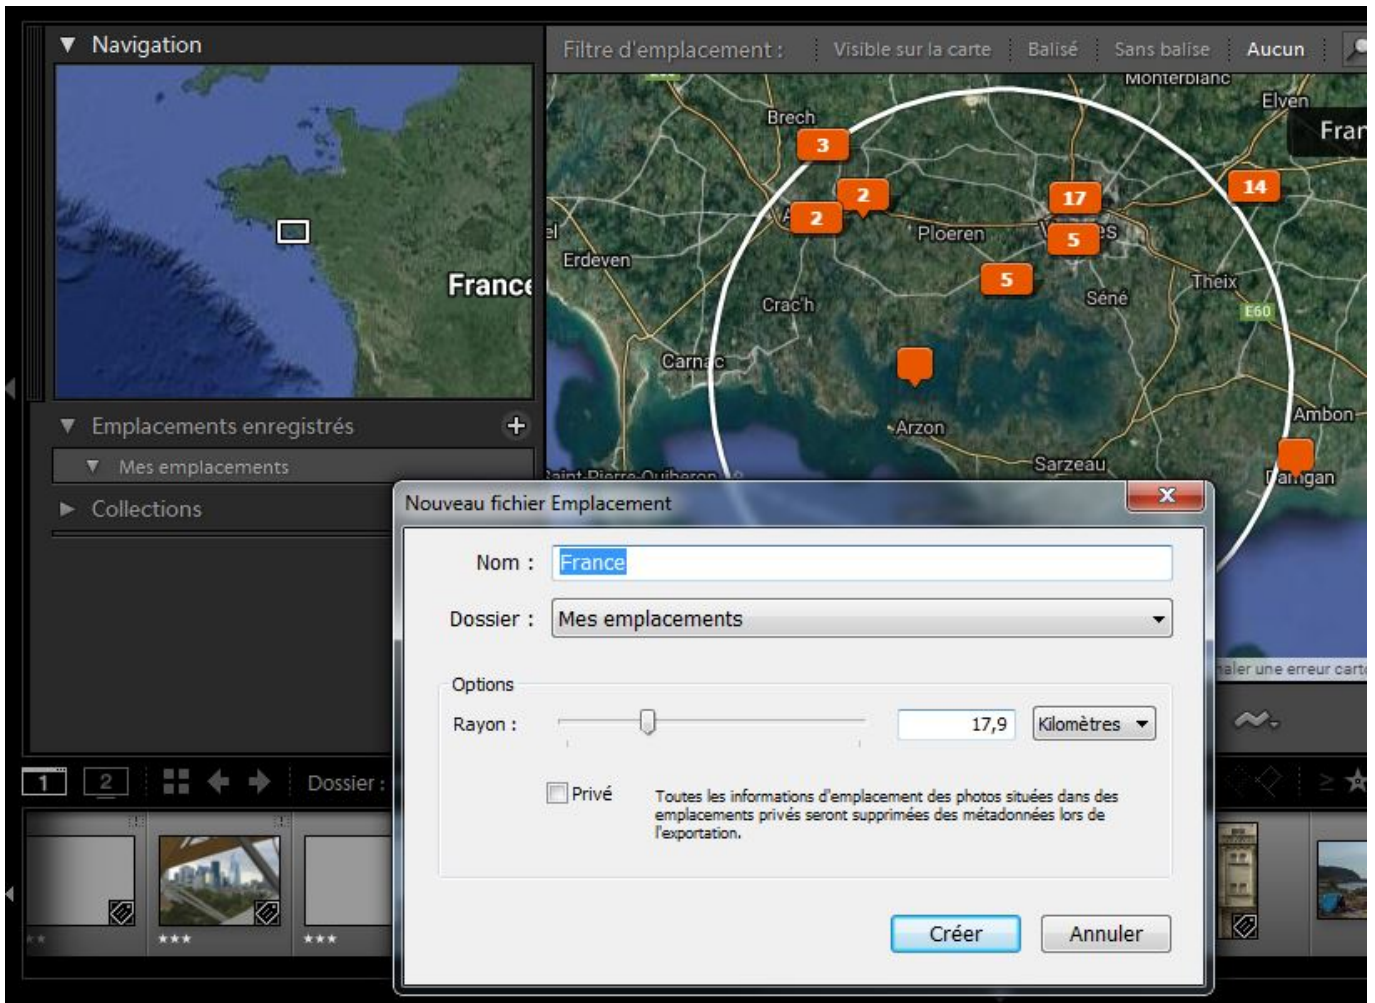 Navigation
France
Filtre d'emplacement :
Visible sur la carte
Balisé
Sans balise
Aucun
Monterblanc
Elven
Brech
3
2
2
17
14
5
5
Ploeren
Erdeven
Theix
Séné
Crac'h
E60
Carnac
Arzon
Ambon
Sarzeau
Damgan
Emplacements enregistrés
+
Mes emplacements
Collections
Nouveau fichier Emplacement
X
Nom :
France
Dossier :
Mes emplacements
Options
Rayon :
17,9
Kilomètres
Privé
Toutes les informations d'emplacement des photos situées dans des
emplacements privés seront supprimées des métadonnées lors de
l'exportation.
Créer
Annuler
1
2
Dossier :
≥